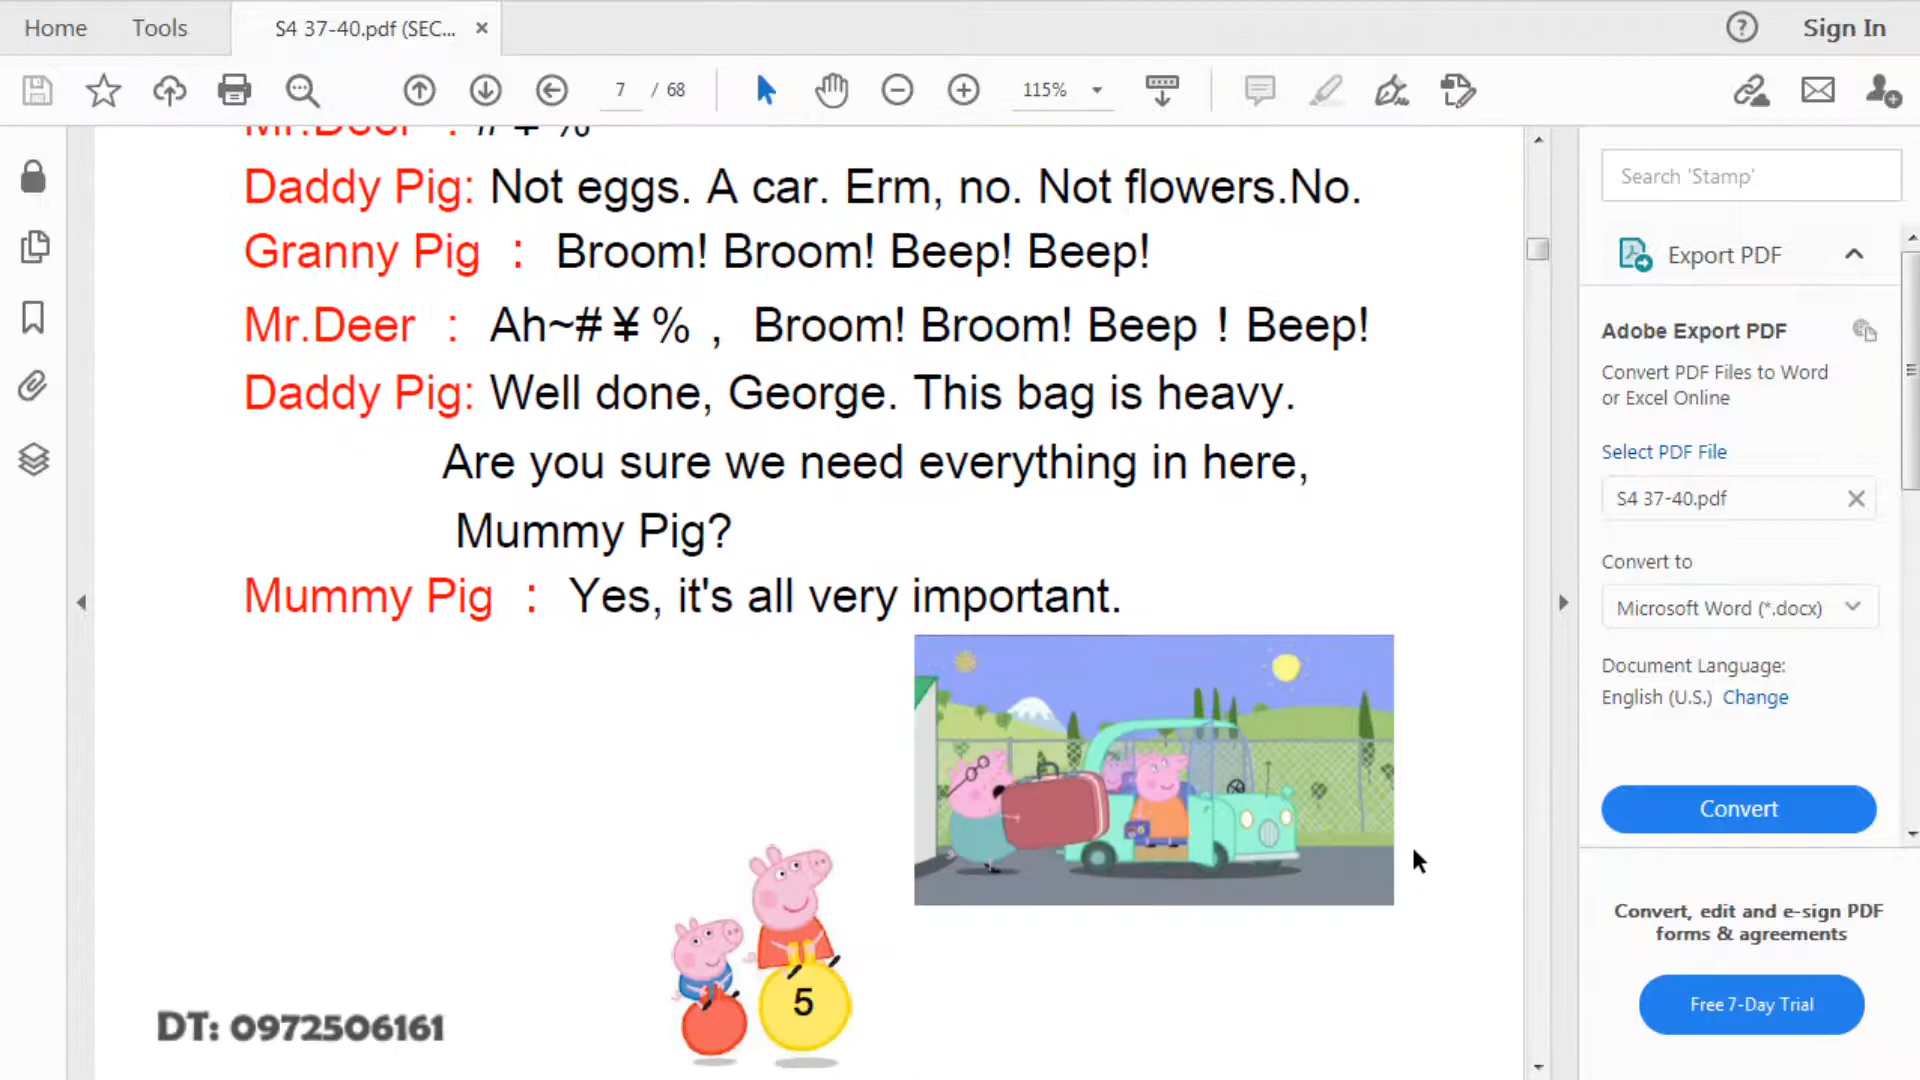 Home Tools S4 37-40.pdf (SEC... Sign In
7 / 68 115%
Mr.Deer : #¥%
Daddy Pig: Not eggs. A car. Erm, no. Not flowers.No.
Granny Pig : Broom! Broom! Beep! Beep!
Mr.Deer : Ah~#¥% , Broom! Broom! Beep ! Beep!
Daddy Pig: Well done, George. This bag is heavy.
Are you sure we need everything in here,
Mummy Pig?
Mummy Pig : Yes, it's all very important.
5
DT: 0972506161
Search 'Stamp'
Export PDF
Adobe Export PDF
Convert PDF Files to Word
or Excel Online
Select PDF File
S4 37-40.pdf
Convert to
Microsoft Word (*.docx)
Document Language:
English (U.S.) Change
Convert
Convert, edit and e-sign PDF
forms & agreements
Free 7-Day Trial